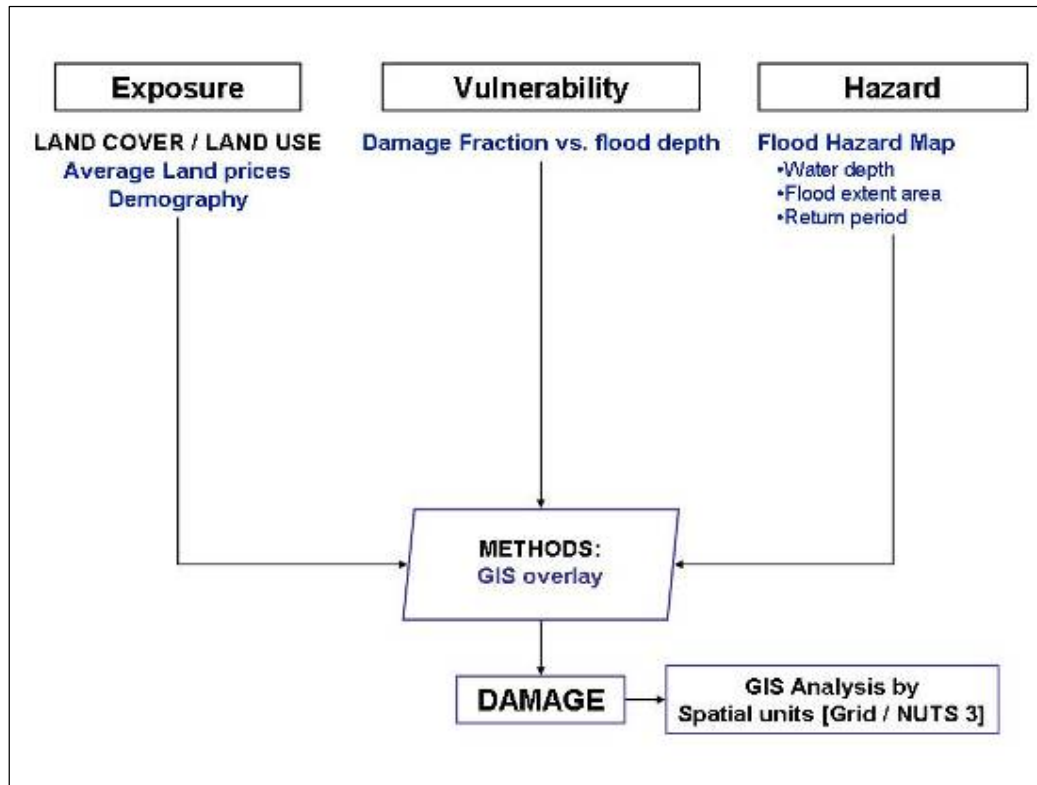 Exposure
LAND COVER / LAND USE
Average Land prices
Demography
Vulnerability
Damage Fraction vs. flood depth
Hazard
Flood Hazard Map
•Water depth
•Flood extent area
•Return period
METHODS:
GIS overlay
DAMAGE
GIS Analysis by
Spatial units [Grid / NUTS 3]